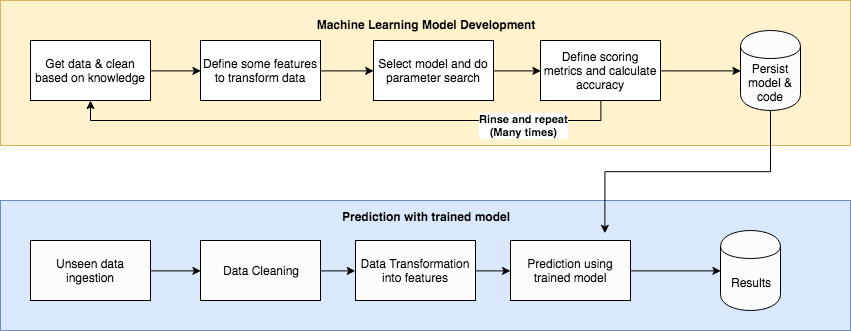 Machine Learning Model Development
Get data & clean
based on knowledge
Define some features
to transform data
Select model and do
parameter search
Define scoring
metrics and calculate
accuracy
Persist
model &
code
Rinse and repeat
(Many times)
Prediction with trained model
Unseen data
ingestion
Data Cleaning
Data Transformation
into features
Prediction using
trained model
Results